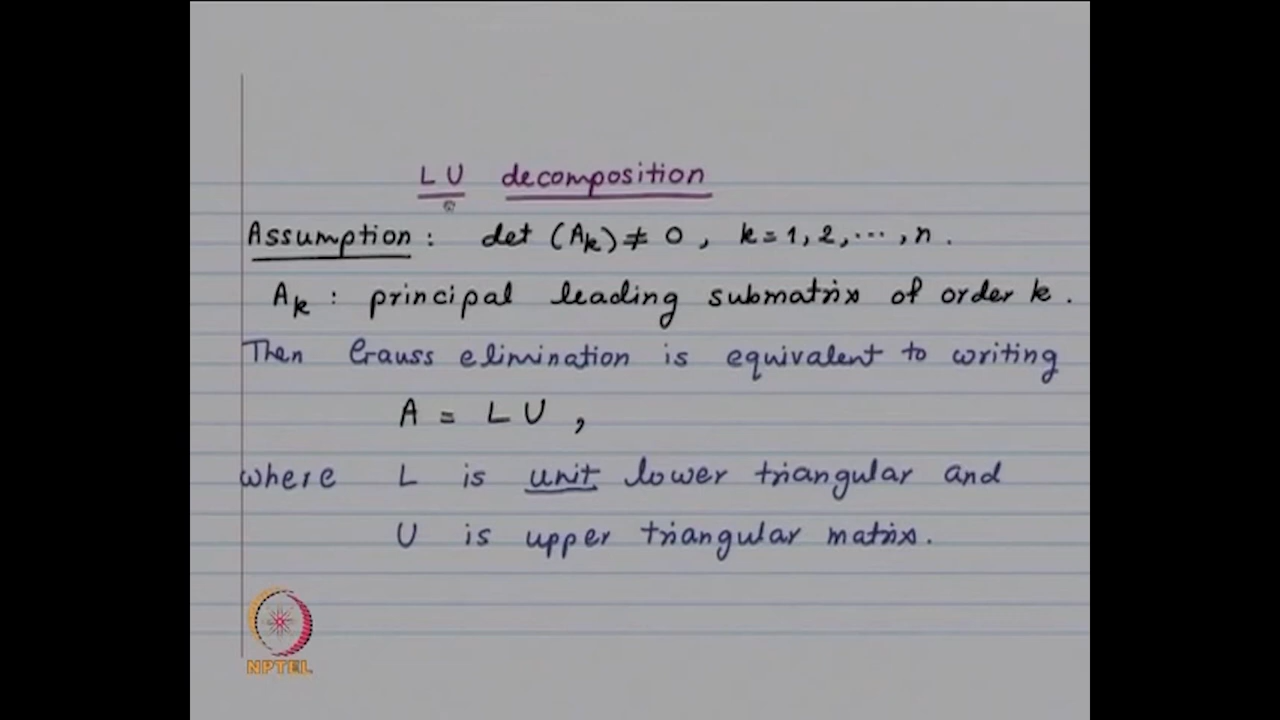 LU decomposition
Assumption : det (Aₖ) ≠ 0 , k = 1, 2, ⋯ , n .
Aₖ : principal leading submatrix of order k .
Then Gauss elimination is equivalent to writing
A = L U ,
where L is unit lower triangular and
U is upper triangular matrix.
NPTEL